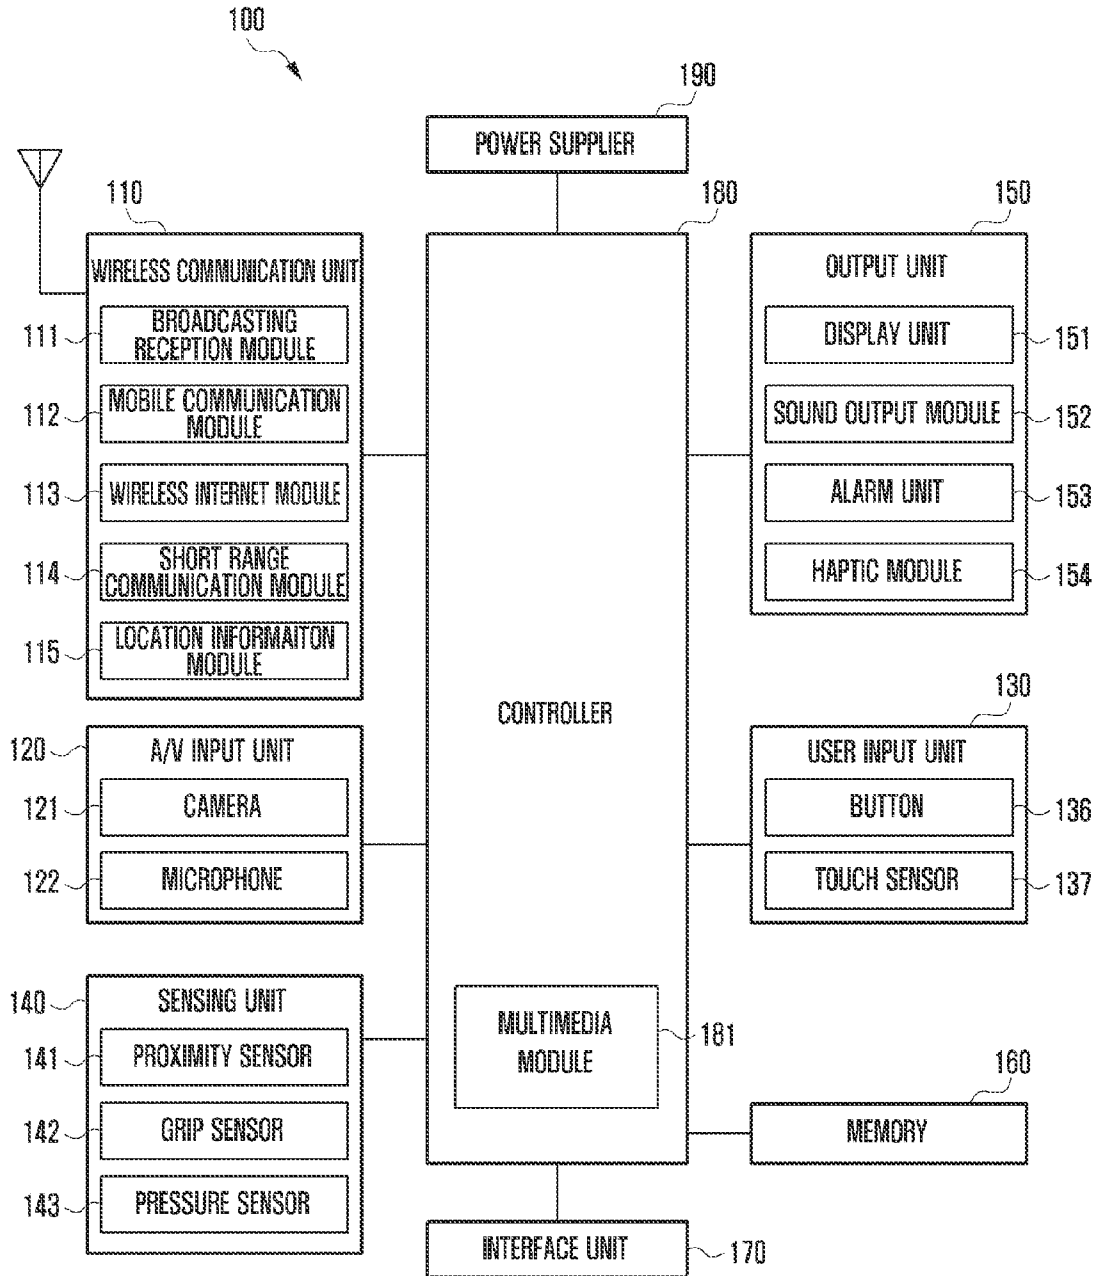 100
190
POWER SUPPLIER
110
WIRELESS COMMUNICATION UNIT
111
BROADCASTING
RECEPTION MODULE
112
MOBILE COMMUNICATION
MODULE
113
WIRELESS INTERNET MODULE
114
SHORT RANGE
COMMUNICATION MODULE
115
LOCATION INFORMAITON
MODULE
120
A/V INPUT UNIT
121
CAMERA
122
MICROPHONE
140
SENSING UNIT
141
PROXIMITY SENSOR
142
GRIP SENSOR
143
PRESSURE SENSOR
180
CONTROLLER
MULTIMEDIA
MODULE
181
INTERFACE UNIT
170
150
OUTPUT UNIT
DISPLAY UNIT
151
SOUND OUTPUT MODULE
152
ALARM UNIT
153
HAPTIC MODULE
154
130
USER INPUT UNIT
BUTTON
136
TOUCH SENSOR
137
160
MEMORY